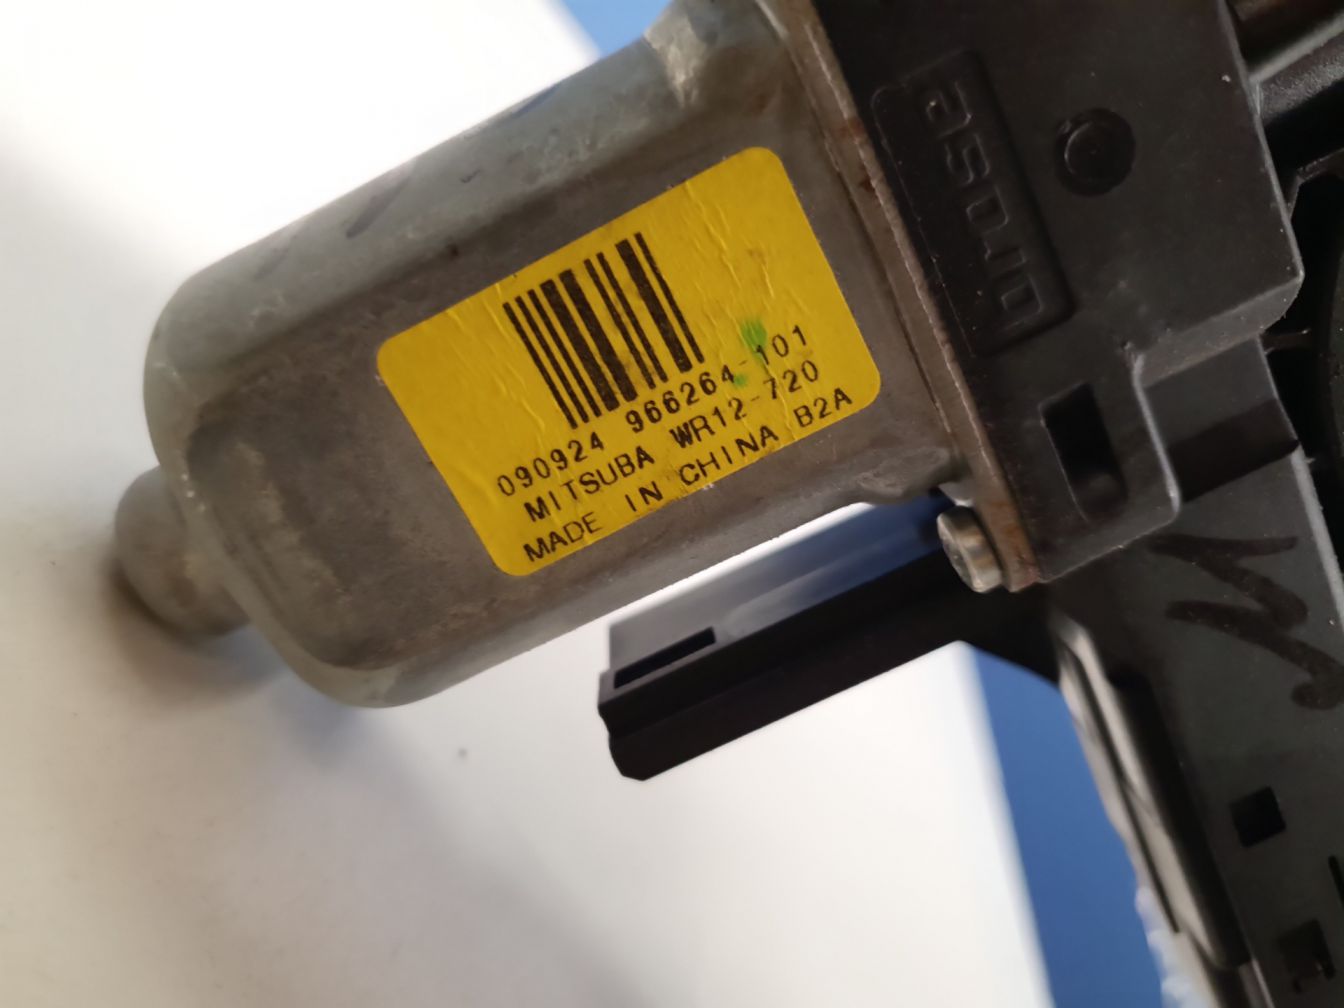 090924 966264-101
MITSUBA WR12-720
MADE IN CHINA B2A